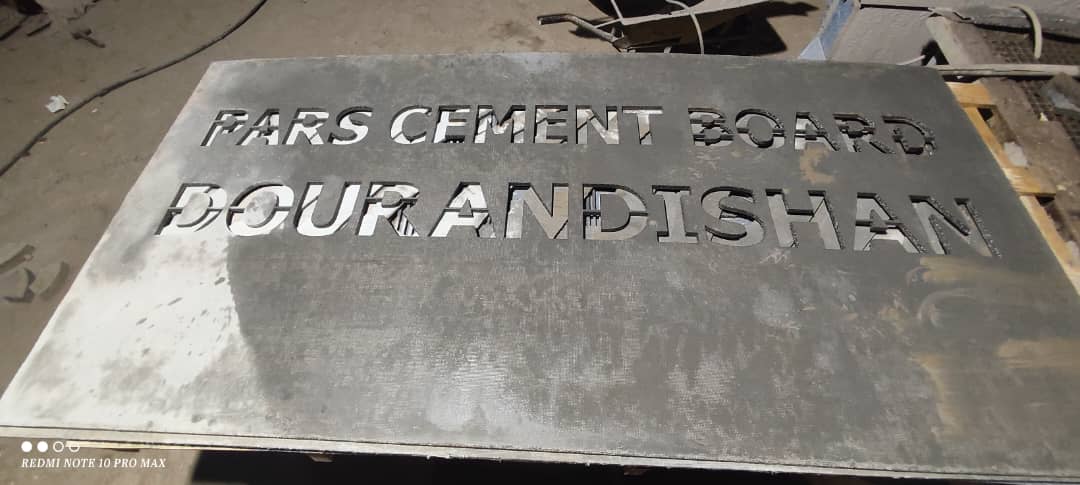 PARS CEMENT BOARD
DOURANDISHAN
REDMI NOTE 10 PRO MAX